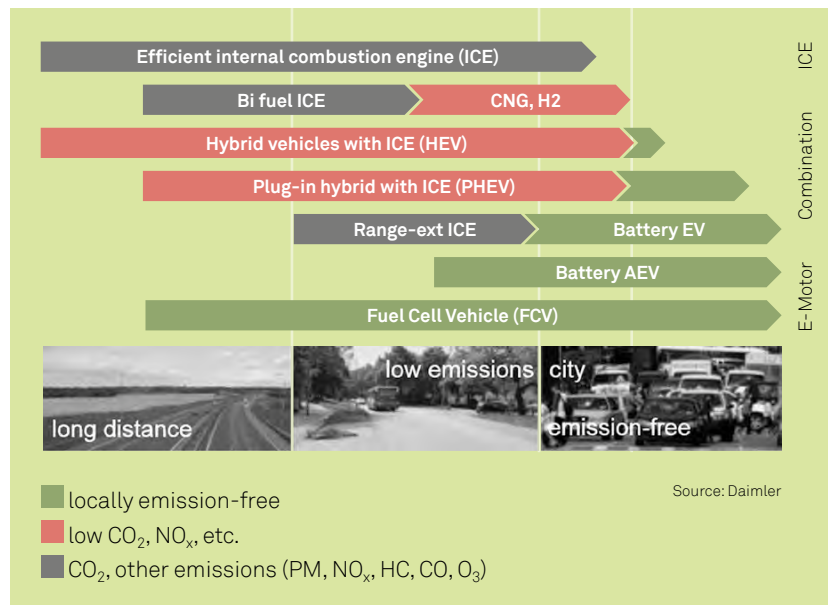 Efficient internal combustion engine (ICE)
ICE
Bi fuel ICE
CNG, H2
Hybrid vehicles with ICE (HEV)
Combination
Plug-in hybrid with ICE (PHEV)
Range-ext ICE
Battery EV
Battery AEV
E-Motor
Fuel Cell Vehicle (FCV)
long distance
low emissions
city
emission-free
locally emission-free
Source: Daimler
low CO₂, NOₓ, etc.
CO₂, other emissions (PM, NOₓ, HC, CO, O₃)